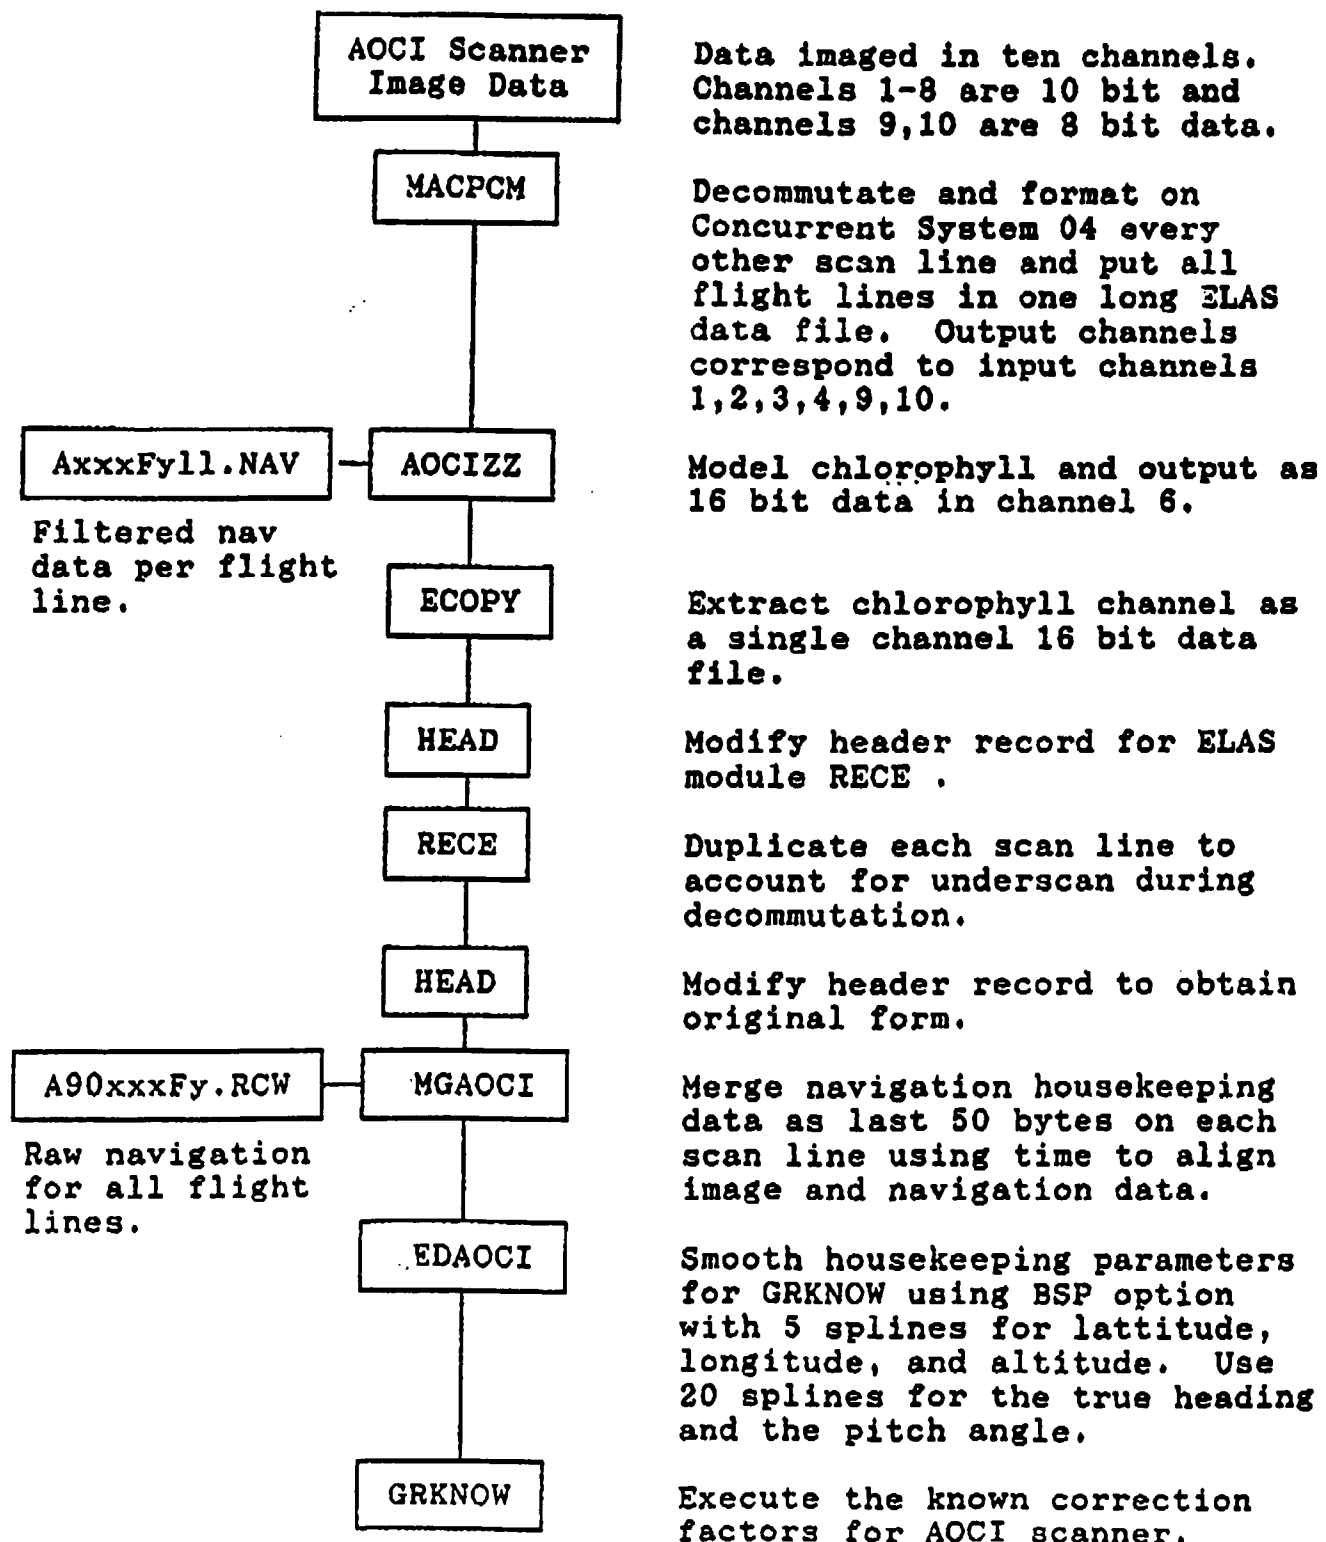 AOCI Scanner
Image Data
Data imaged in ten channels.
Channels 1-8 are 10 bit and
channels 9,10 are 8 bit data.
MACPCM
Decommutate and format on
Concurrent System 04 every
other scan line and put all
flight lines in one long ELAS
data file. Output channels
correspond to input channels
1,2,3,4,9,10.
AxxxFyll.NAV
AOCIZZ
Model chlorophyll and output as
16 bit data in channel 6.
Filtered nav
data per flight
line.
ECOPY
Extract chlorophyll channel as
a single channel 16 bit data
file.
HEAD
Modify header record for ELAS
module RECE .
RECE
Duplicate each scan line to
account for underscan during
decommutation.
HEAD
Modify header record to obtain
original form.
A90xxxFy.RCW
MGAOCI
Merge navigation housekeeping
data as last 50 bytes on each
scan line using time to align
image and navigation data.
Raw navigation
for all flight
lines.
EDAOCI
Smooth housekeeping parameters
for GRKNOW using BSP option
with 5 splines for lattitude,
longitude, and altitude. Use
20 splines for the true heading
and the pitch angle.
GRKNOW
Execute the known correction
factors for AOCI scanner.